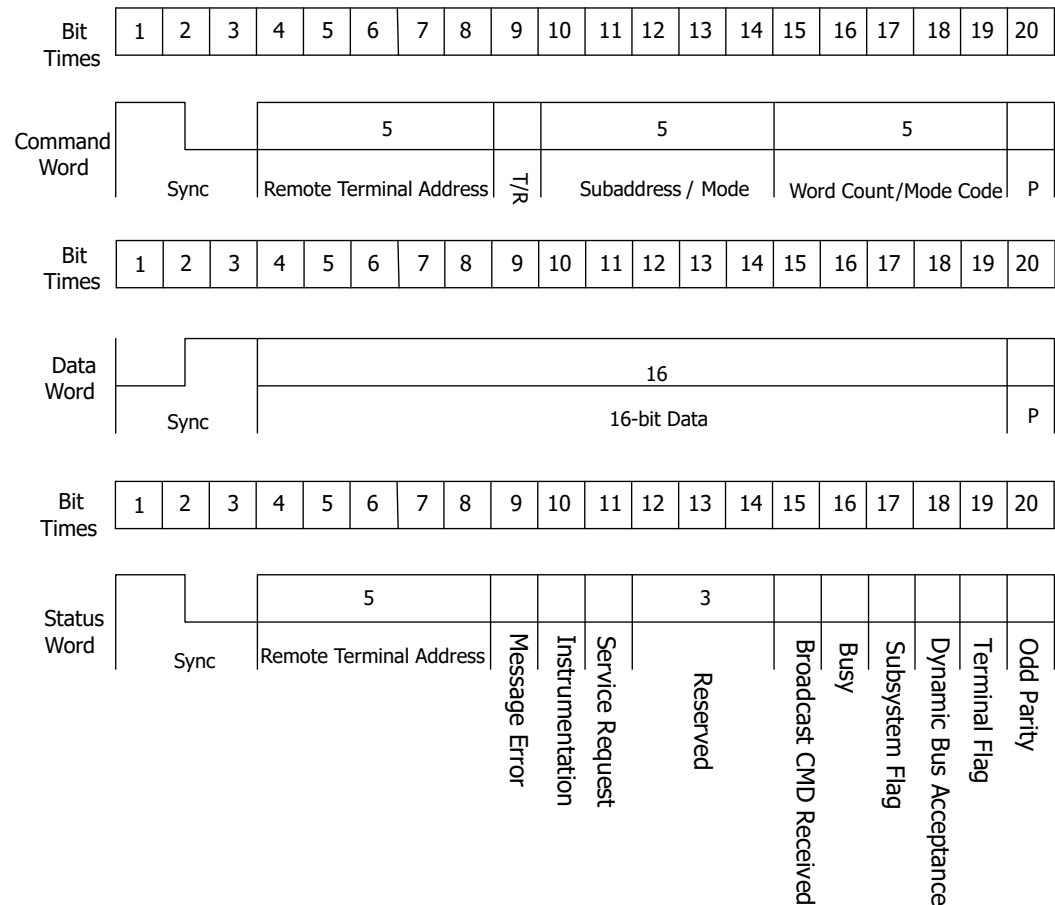 Bit Times 1 2 3 4 5 6 7 8 9 10 11 12 13 14 15 16 17 18 19 20
Command Word
5 5 5
Sync Remote Terminal Address T/R Subaddress / Mode Word Count/Mode Code P
Bit Times 1 2 3 4 5 6 7 8 9 10 11 12 13 14 15 16 17 18 19 20
Data Word
16
Sync 16-bit Data P
Bit Times 1 2 3 4 5 6 7 8 9 10 11 12 13 14 15 16 17 18 19 20
Status Word
5 3
Sync Remote Terminal Address
Message Error
Instrumentation
Service Request
Reserved
Broadcast CMD Received
Busy
Subsystem Flag
Dynamic Bus Acceptance
Terminal Flag
Odd Parity